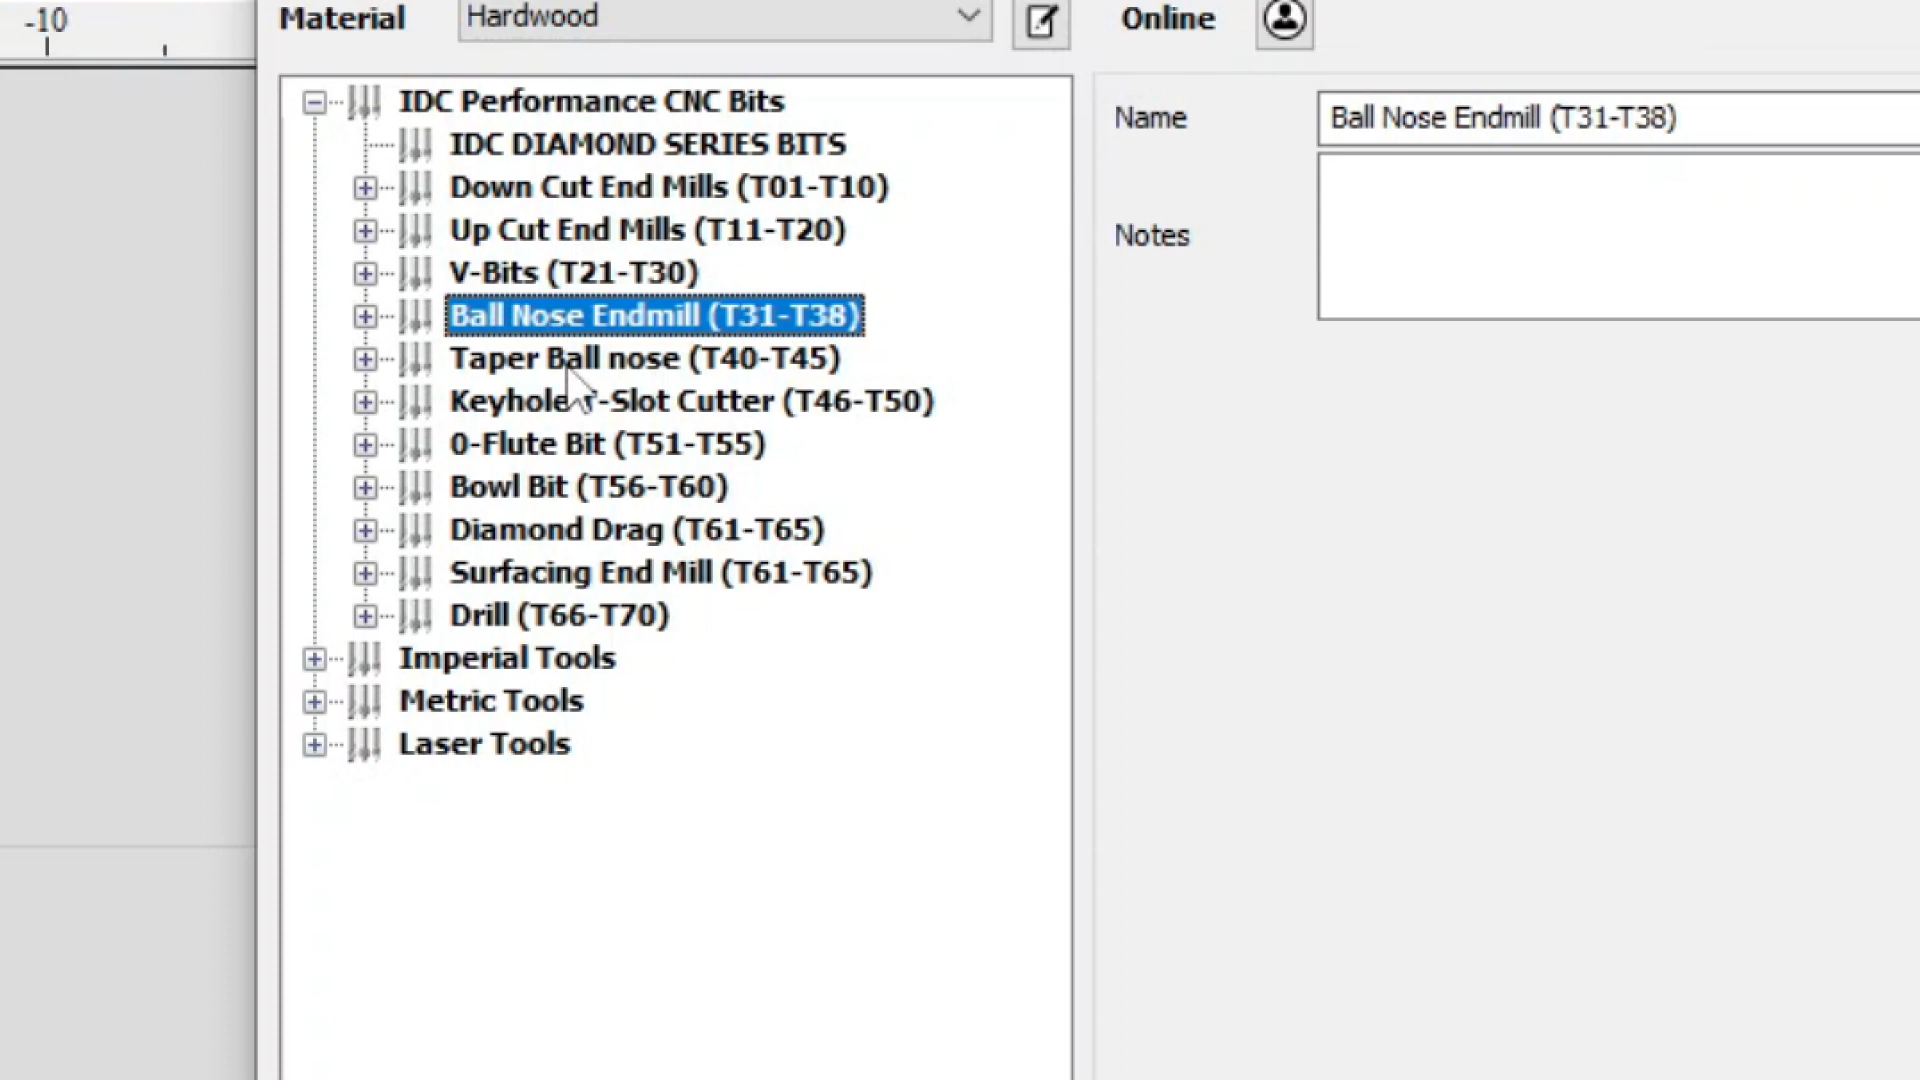 -10
Material
Hardwood
Online
IDC Performance CNC Bits
IDC DIAMOND SERIES BITS
Down Cut End Mills (T01-T10)
Up Cut End Mills (T11-T20)
V-Bits (T21-T30)
Ball Nose Endmill (T31-T38)
Taper Ball nose (T40-T45)
Keyhole T-Slot Cutter (T46-T50)
0-Flute Bit (T51-T55)
Bowl Bit (T56-T60)
Diamond Drag (T61-T65)
Surfacing End Mill (T61-T65)
Drill (T66-T70)
Imperial Tools
Metric Tools
Laser Tools
Name
Ball Nose Endmill (T31-T38)
Notes